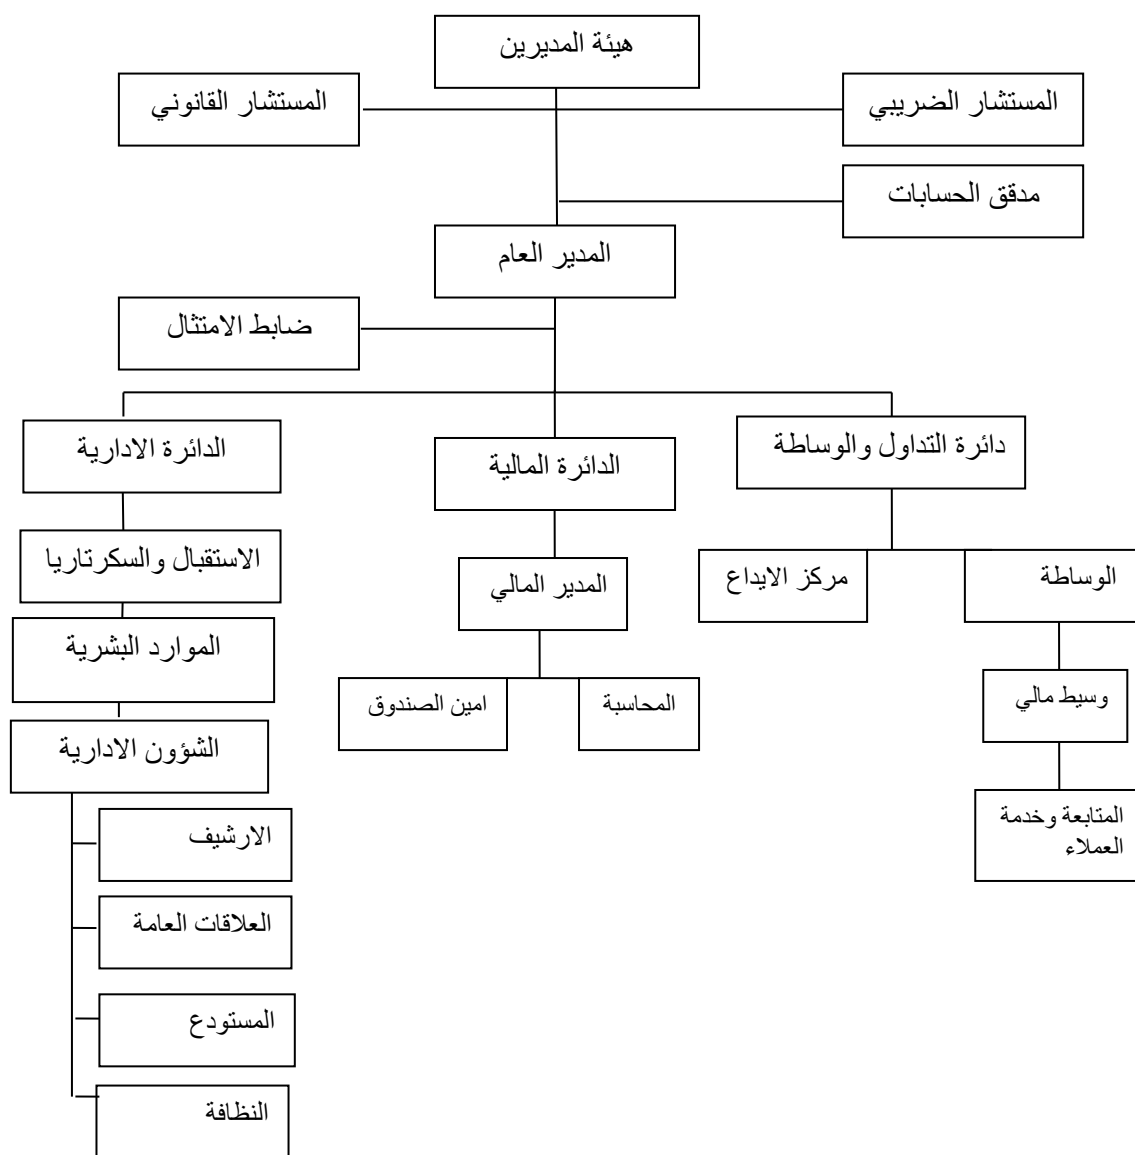 هيئة المديرين
المستشار الضريبي
المستشار القانوني
مدقق الحسابات
المدير العام
ضابط الامتثال
دائرة التداول والوساطة
الدائرة المالية
الدائرة الادارية
الوساطة
مركز الايداع
المدير المالي
الاستقبال والسكرتاريا
الموارد البشرية
وسيط مالي
المحاسبة
امين الصندوق
الشؤون الادارية
المتابعة وخدمة
العملاء
الارشيف
العلاقات العامة
المستودع
النظافة